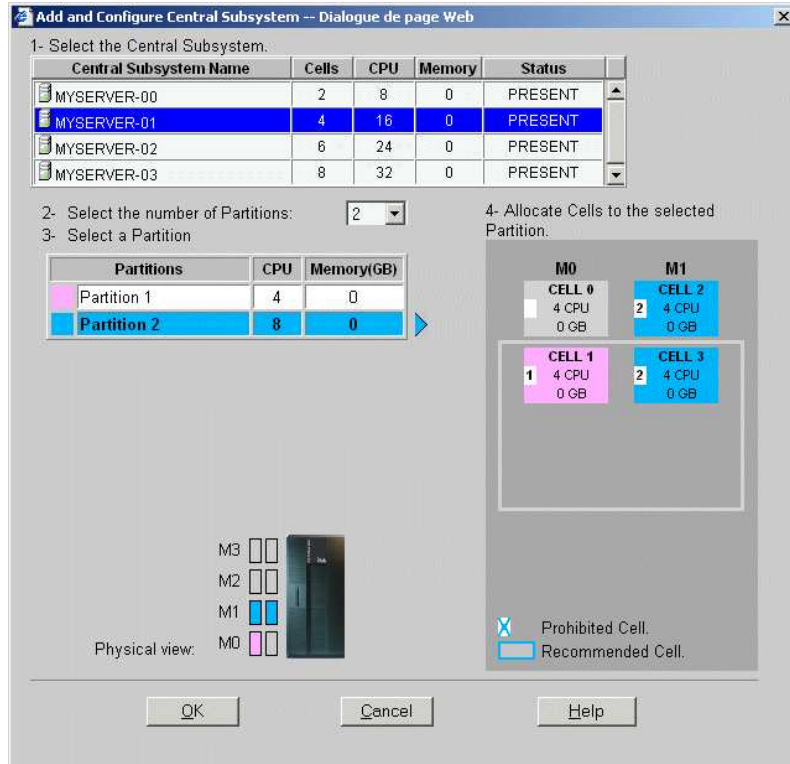 Add and Configure Central Subsystem -- Dialogue de page Web
1- Select the Central Subsystem.
Central Subsystem Name Cells CPU Memory Status
MYSERVER-00 2 8 0 PRESENT
MYSERVER-01 4 16 0 PRESENT
MYSERVER-02 6 24 0 PRESENT
MYSERVER-03 8 32 0 PRESENT
2- Select the number of Partitions: 2
3- Select a Partition
Partitions CPU Memory(GB)
Partition 1 4 0
Partition 2 8 0
4- Allocate Cells to the selected
Partition.
M0 M1
CELL 0
4 CPU
0 GB
CELL 2
2 4 CPU
0 GB
CELL 1
1 4 CPU
0 GB
CELL 3
2 4 CPU
0 GB
M3
M2
M1
Physical view: M0
X Prohibited Cell.
Recommended Cell.
OK Cancel Help